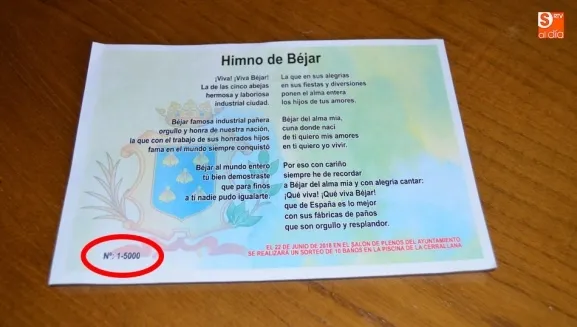 SALAMANCA
rtv
al día
Himno de Béjar
¡Viva! ¡Viva Béjar!
La de las cinco abejas
hermosa y laboriosa
industrial ciudad.
Béjar famosa industrial pañera
orgullo y honra de nuestra nación,
la que con el trabajo de sus honrados hijos
fama en el mundo siempre conquistó
Béjar al mundo entero
tú bien demostraste
que para finos
a ti nadie pudo igualarte.
La que en sus alegrias
en sus fiestas y diversiones
ponen el alma entera
los hijos de tus amores.
Béjar del alma mia,
cuna donde nací
de ti quiero mis amores
en ti quiero yo vivir.
Por eso con cariño
siempre he de recordar
a Béjar del alma mia y con alegría cantar:
¡Qué viva! ¡Qué viva Béjar!
que de España es lo mejor
con sus fábricas de paños
que son orgullo y resplandor.
Nº: 1-5000
EL 22 DE JUNIO DE 2018 EN EL SALÓN DE PLENOS DEL AYUNTAMIENTO
SE REALIZARÁ UN SORTEO DE 10 BAÑOS EN LA PISCINA DE LA CERRALLANA